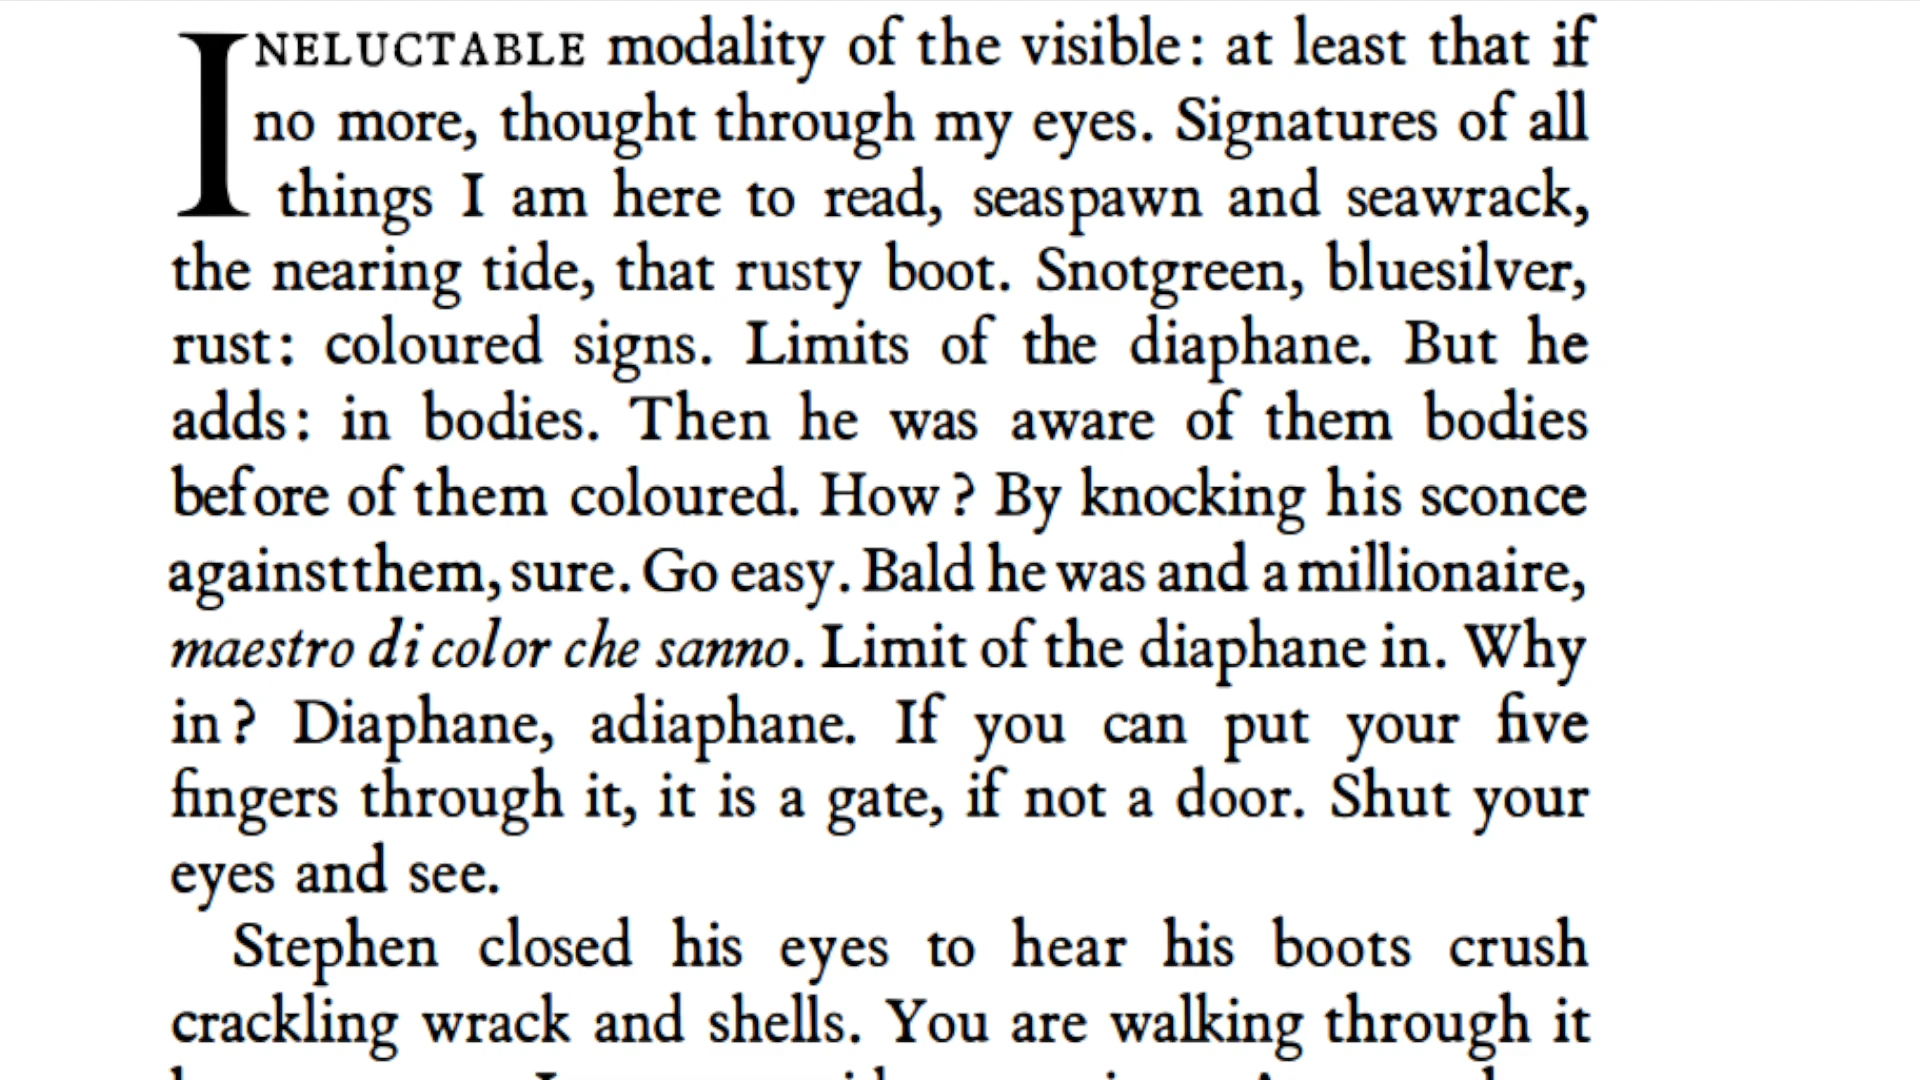 INELUCTABLE modality of the visible: at least that if
no more, thought through my eyes. Signatures of all
things I am here to read, seaspawn and seawrack,
the nearing tide, that rusty boot. Snotgreen, bluesilver,
rust: coloured signs. Limits of the diaphane. But he
adds: in bodies. Then he was aware of them bodies
before of them coloured. How? By knocking his sconce
against them, sure. Go easy. Bald he was and a millionaire,
maestro di color che sanno. Limit of the diaphane in. Why
in? Diaphane, adiaphane. If you can put your five
fingers through it, it is a gate, if not a door. Shut your
eyes and see.
Stephen closed his eyes to hear his boots crush
crackling wrack and shells. You are walking through it